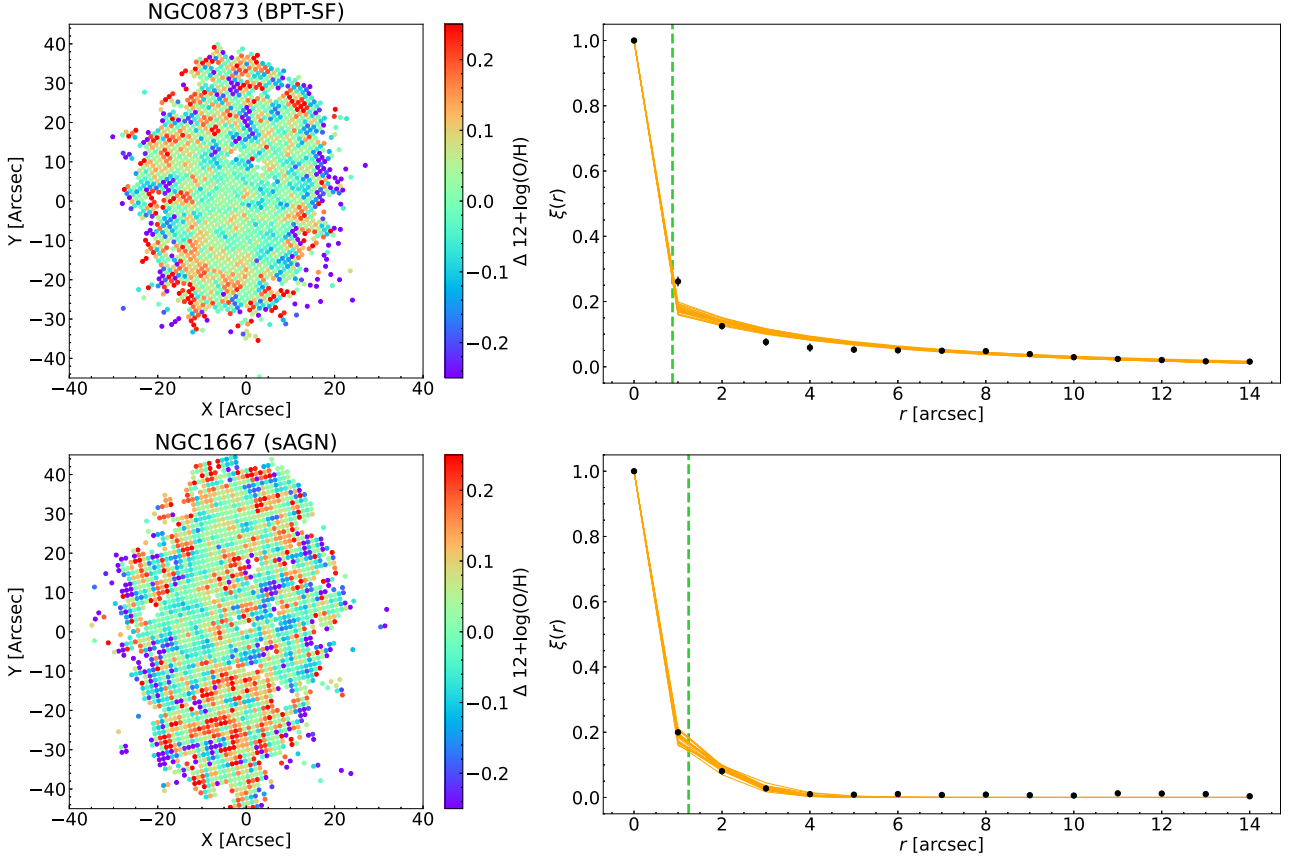 NGC0873 (BPT-SF)
40
30
20
10
0
−10
−20
−30
−40
Y [Arcsec]
−40 −20 0 20 40
X [Arcsec]
0.2
0.1
0.0
−0.1
−0.2
Δ 12+log(O/H)
1.0
0.8
0.6
0.4
0.2
0.0
ξ(r)
0 2 4 6 8 10 12 14
r [arcsec]
NGC1667 (sAGN)
40
30
20
10
0
−10
−20
−30
−40
Y [Arcsec]
−40 −20 0 20 40
X [Arcsec]
0.2
0.1
0.0
−0.1
−0.2
Δ 12+log(O/H)
1.0
0.8
0.6
0.4
0.2
0.0
ξ(r)
0 2 4 6 8 10 12 14
r [arcsec]